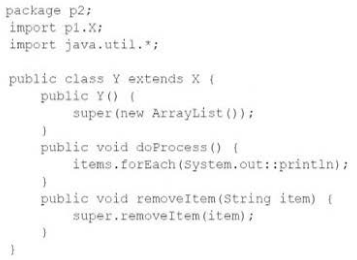 package p2;
import p1.X;
import java.util.*;

public class Y extends X {
    public Y() {
        super(new ArrayList());
    }
    public void doProcess() {
        items.forEach(System.out::println);
    }
    public void removeItem(String item) {
        super.removeItem(item);
    }
}